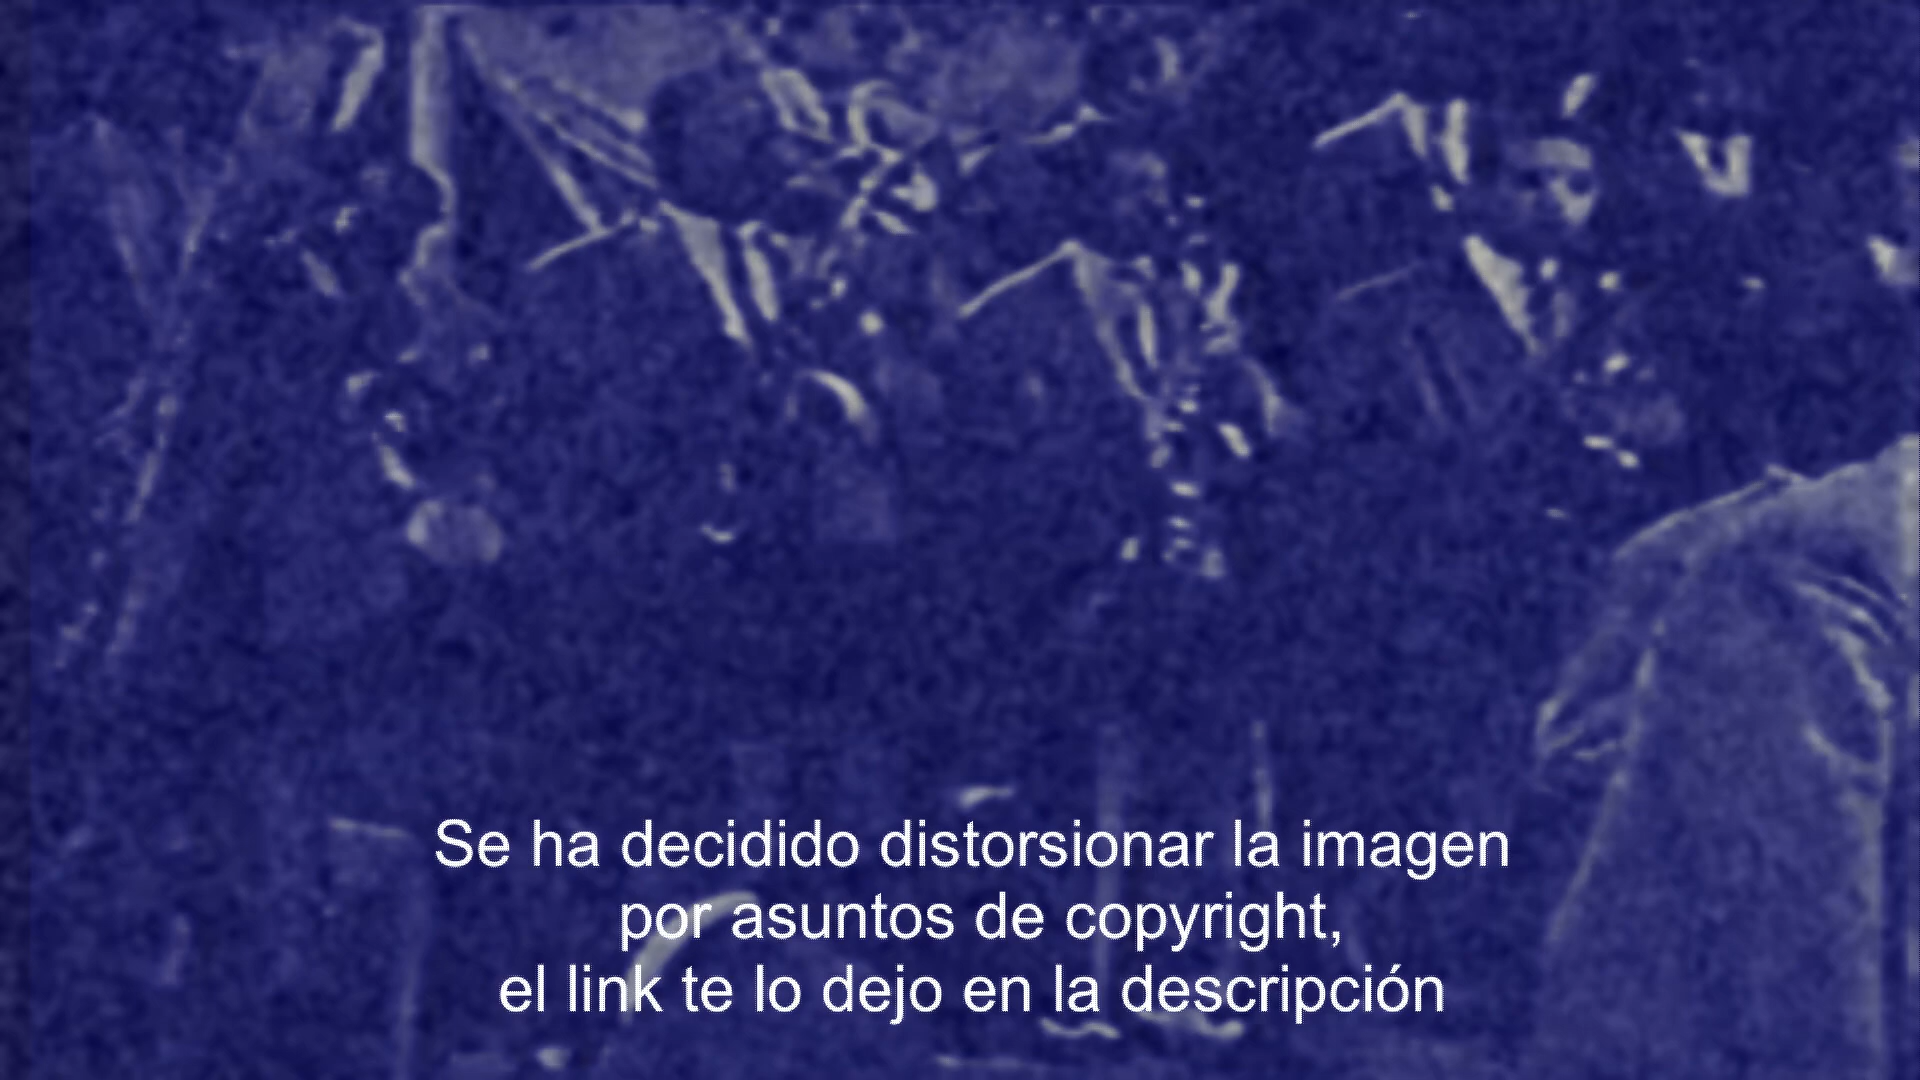 Se ha decidido distorsionar la imagen
por asuntos de copyright,
el link te lo dejo en la descripción